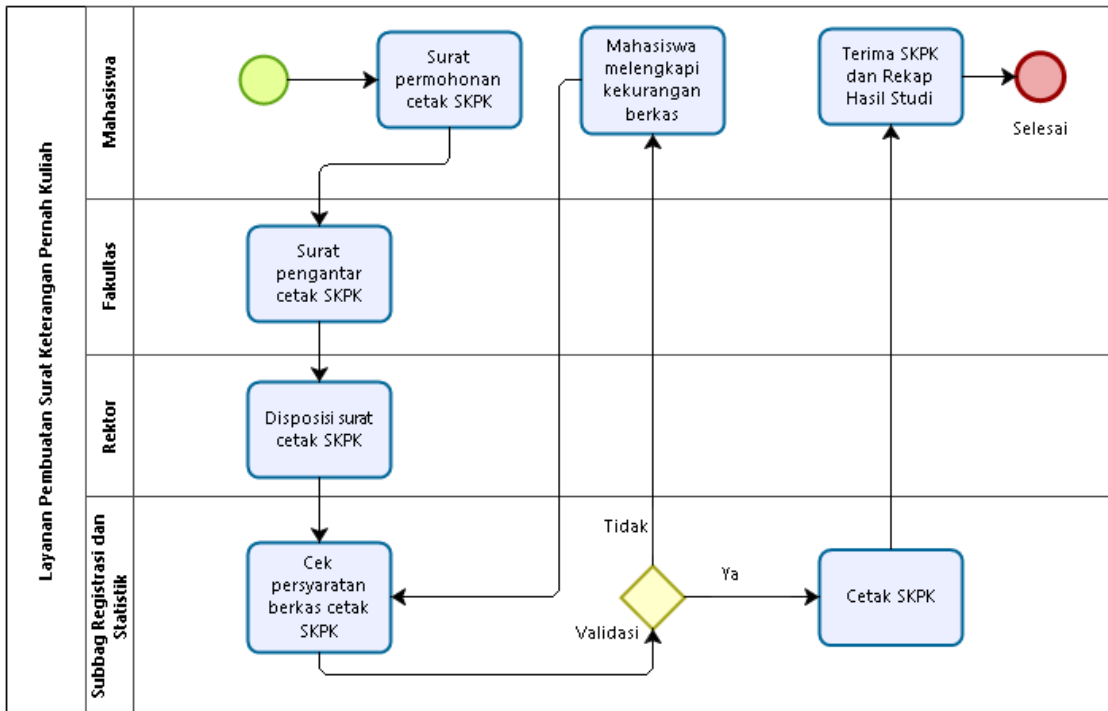 Layanan Pembuatan Surat Keterangan Pernah Kuliah
Mahasiswa
Surat
permohonan
cetak SKPK
Mahasiswa
melengkapi
kekurangan
berkas
Terima SKPK
dan Rekap
Hasil Studi
Selesai
Fakultas
Surat
pengantar
cetak SKPK
Rektor
Disposisi surat
cetak SKPK
Subbag Registrasi dan
Statistik
Cek
persyaratan
berkas cetak
SKPK
Tidak
Validasi
Ya
Cetak SKPK